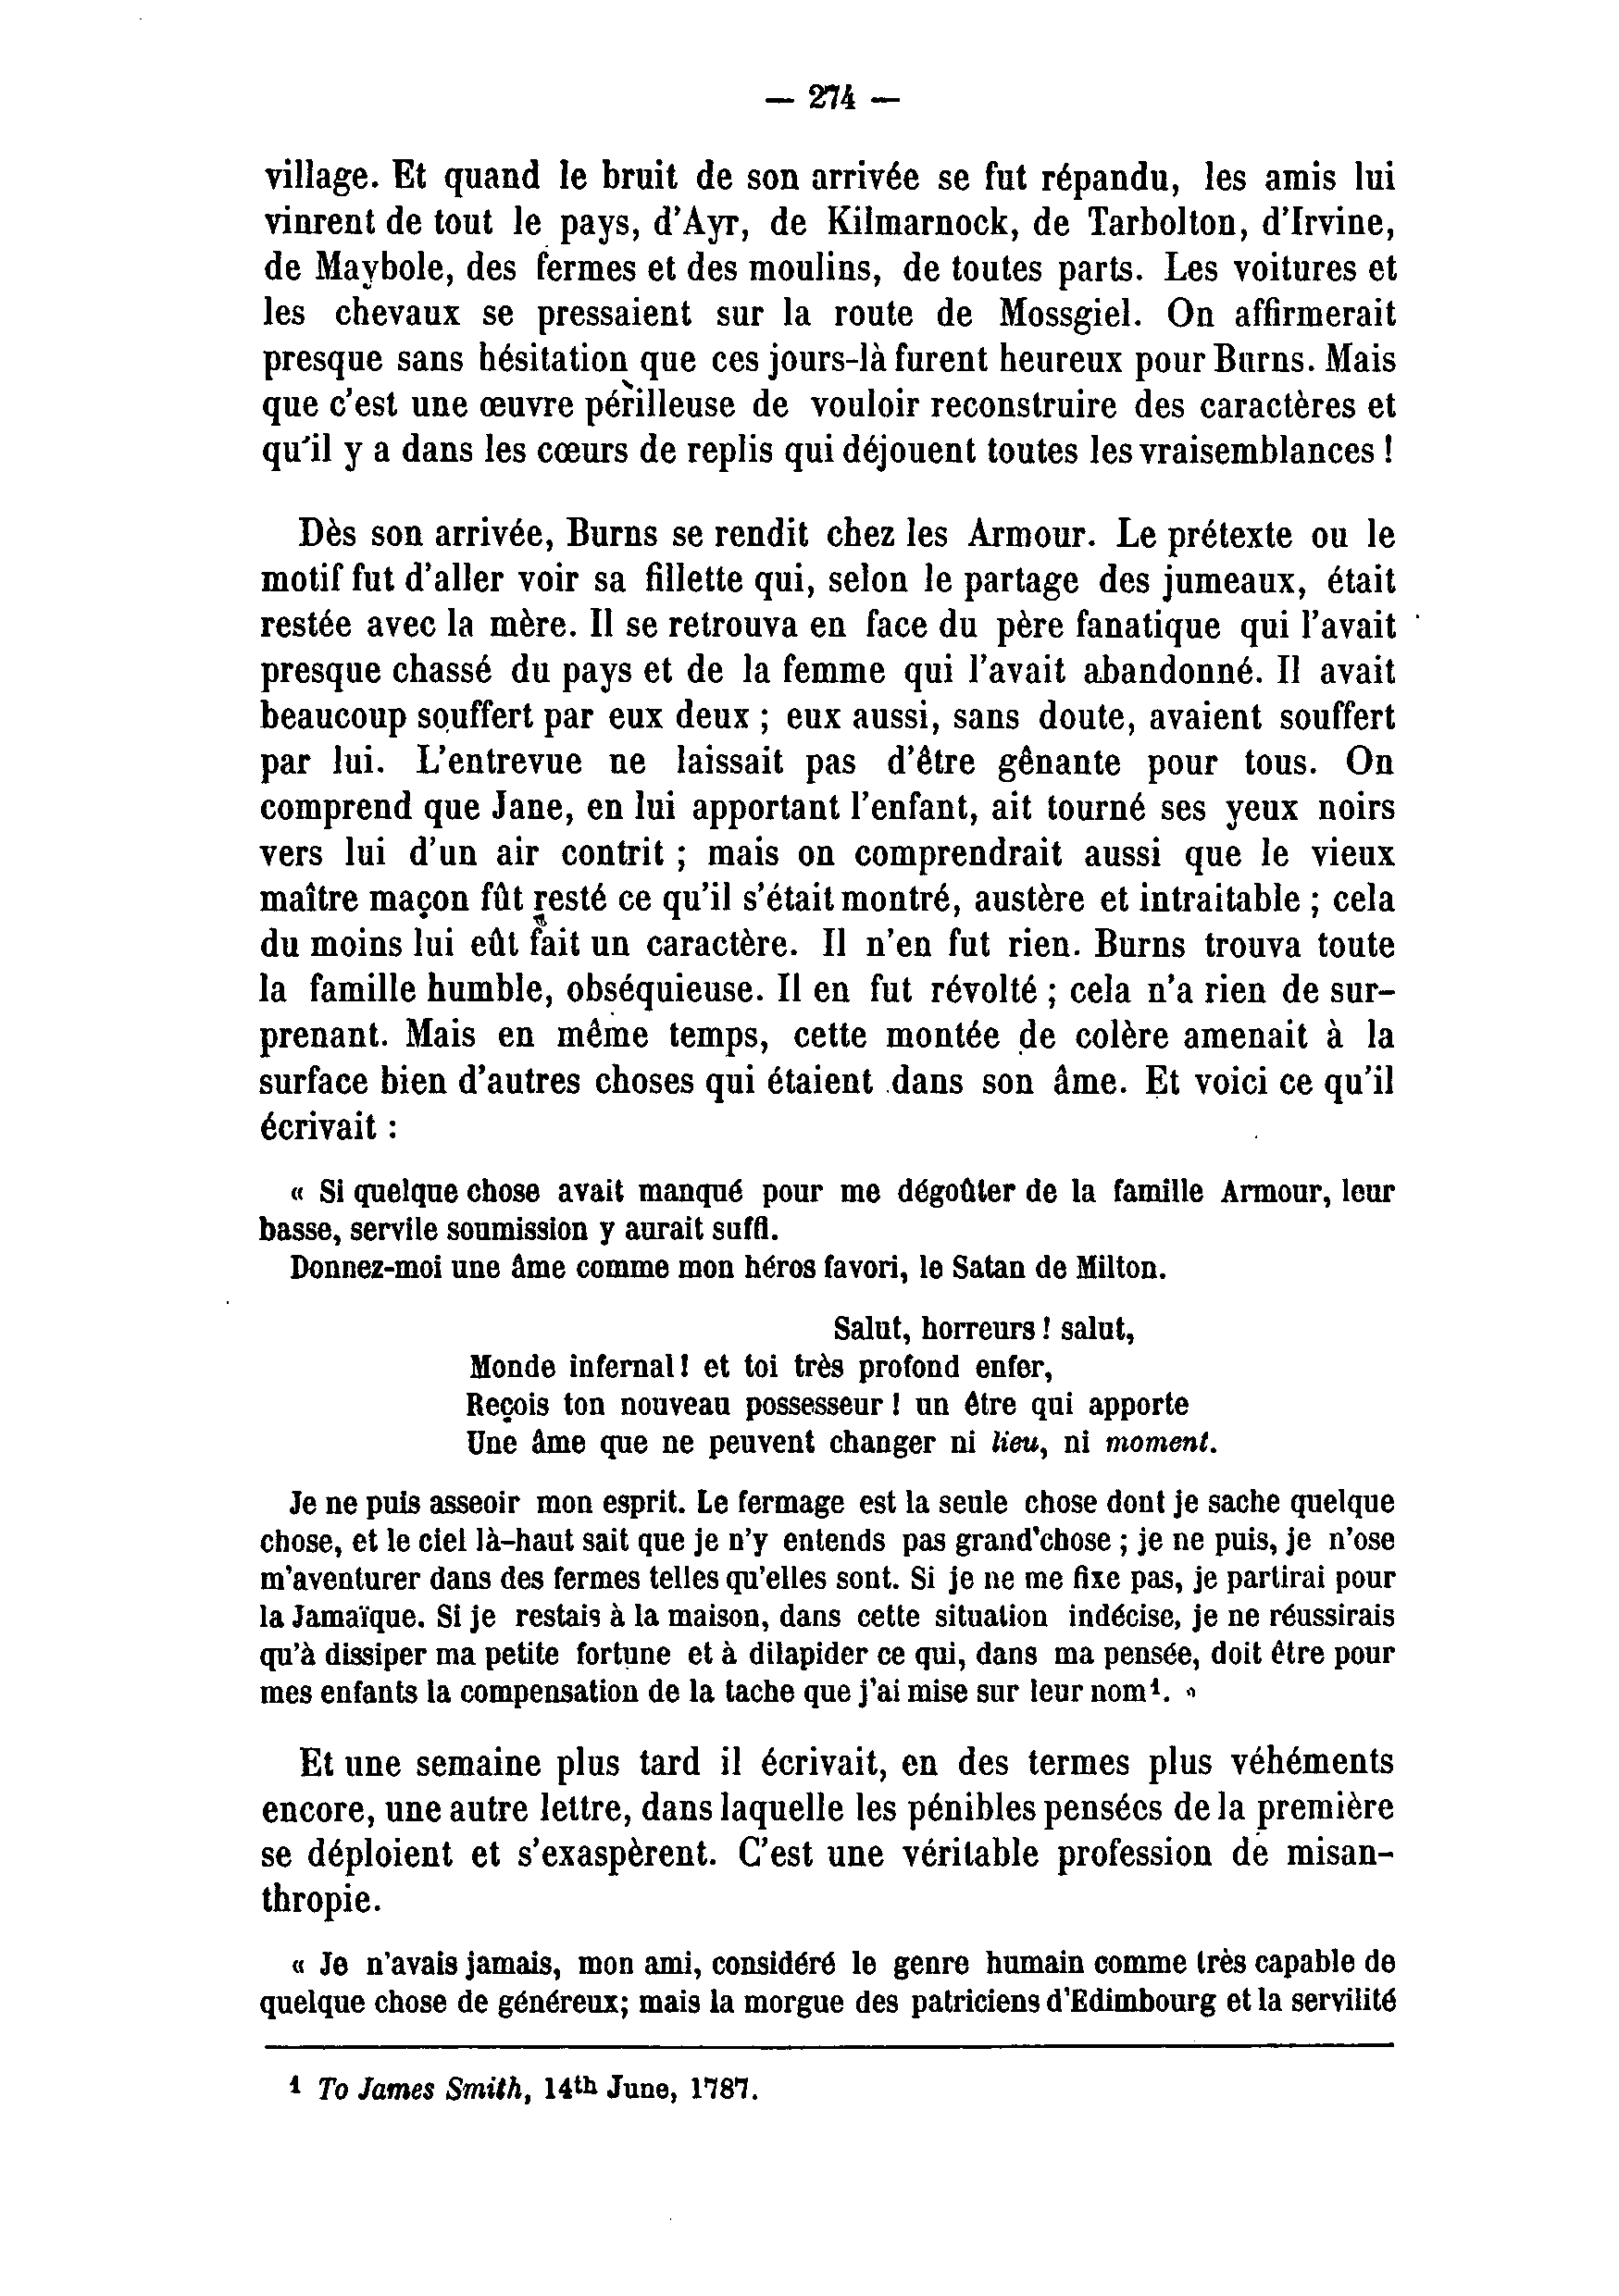 — 274 —
village. Et quand le bruit de son arrivée se fut répandu, les amis lui
vinrent de tout le pays, d'Ayr, de Kilmarnock, de Tarbolton, d'Irvine,
de Maybole, des fermes et des moulins, de toutes parts. Les voitures et
les chevaux se pressaient sur la route de Mossgiel. On affirmerait
presque sans hésitation que ces jours-là furent heureux pour Burns. Mais
que c'est une œuvre périlleuse de vouloir reconstruire des caractères et
qu'il y a dans les cœurs de replis qui déjouent toutes les vraisemblances !
Dès son arrivée, Burns se rendit chez les Armour. Le prétexte ou le
motif fut d'aller voir sa fillette qui, selon le partage des jumeaux, était
restée avec la mère. Il se retrouva en face du père fanatique qui l'avait
presque chassé du pays et de la femme qui l'avait abandonné. Il avait
beaucoup souffert par eux deux ; eux aussi, sans doute, avaient souffert
par lui. L'entrevue ne laissait pas d'être gênante pour tous. On
comprend que Jane, en lui apportant l'enfant, ait tourné ses yeux noirs
vers lui d'un air contrit ; mais on comprendrait aussi que le vieux
maître maçon fût resté ce qu'il s'était montré, austère et intraitable ; cela
du moins lui eût fait un caractère. Il n'en fut rien. Burns trouva toute
la famille humble, obséquieuse. Il en fut révolté ; cela n'a rien de sur-
prenant. Mais en même temps, cette montée de colère amenait à la
surface bien d'autres choses qui étaient dans son âme. Et voici ce qu'il
écrivait :
« Si quelque chose avait manqué pour me dégoûter de la famille Armour, leur
basse, servile soumission y aurait suffi.
Donnez-moi une âme comme mon héros favori, le Satan de Milton.
Salut, horreurs ! salut,
Monde infernal ! et toi très profond enfer,
Reçois ton nouveau possesseur ! un être qui apporte
Une âme que ne peuvent changer ni lieu, ni moment.
Je ne puis asseoir mon esprit. Le fermage est la seule chose dont je sache quelque
chose, et le ciel là-haut sait que je n'y entends pas grand'chose ; je ne puis, je n'ose
m'aventurer dans des fermes telles qu'elles sont. Si je ne me fixe pas, je partirai pour
la Jamaïque. Si je restais à la maison, dans cette situation indécise, je ne réussirais
qu'à dissiper ma petite fortune et à dilapider ce qui, dans ma pensée, doit être pour
mes enfants la compensation de la tache que j'ai mise sur leur nom¹. »
Et une semaine plus tard il écrivait, en des termes plus véhéments
encore, une autre lettre, dans laquelle les pénibles pensées de la première
se déploient et s'exaspèrent. C'est une véritable profession de misan-
thropie.
« Je n'avais jamais, mon ami, considéré le genre humain comme très capable de
quelque chose de généreux; mais la morgue des patriciens d'Edimbourg et la servilité
¹ To James Smith, 14th June, 1787.